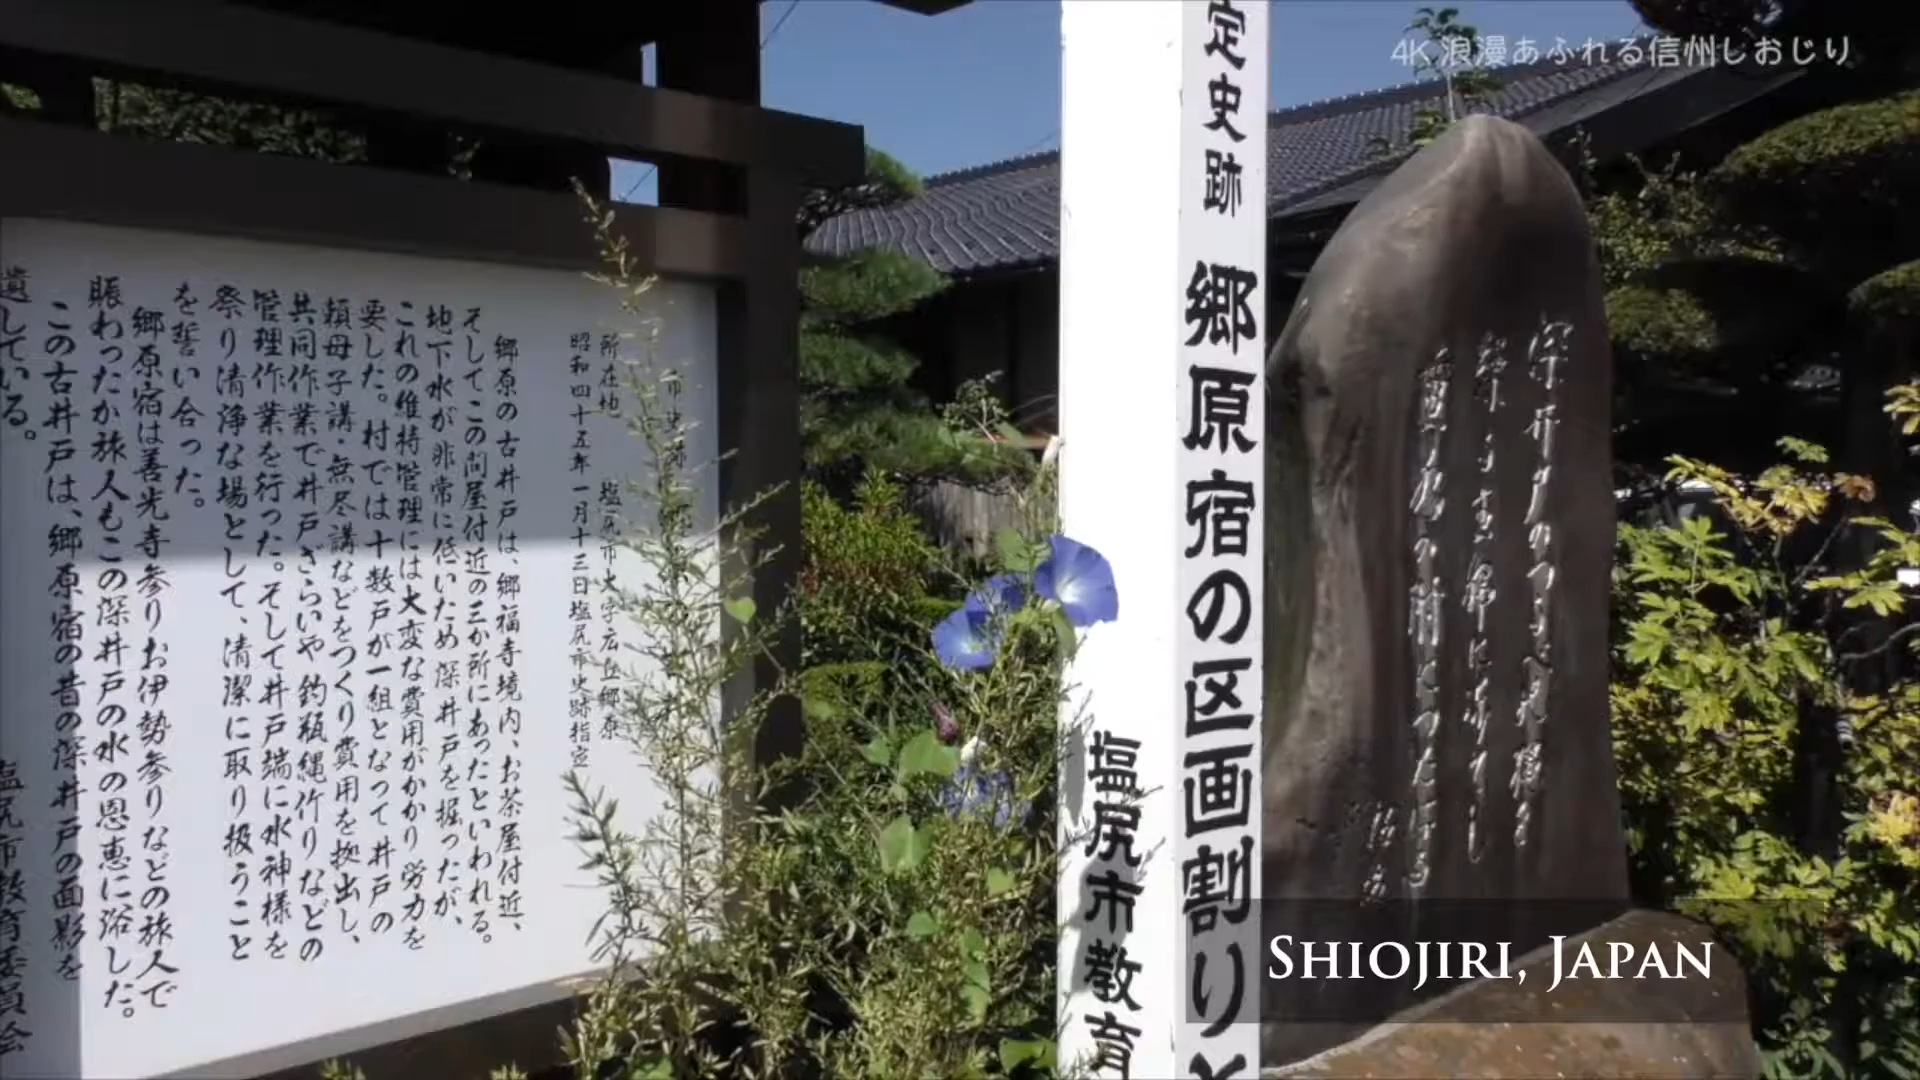 4K 浪漫あふれる信州しおじり
定史跡 郷原宿の区画割りと
塩尻市教育
市史跡
所在地 塩尻市大字広丘郷原
昭和四十五年一月十三日塩尻市史跡指定
郷原の古井戸は、郷福寺境内、お茶屋付近、
そしてこの問屋付近の三か所にあったといわれる。
地下水が非常に低いため深井戸を掘ったが、
これの維持管理には大変な費用がかかり労力を
要した。村では十数戸が一組となって井戸の
頼母子講・無尽講などをつくり費用を拠出し、
共同作業で井戸さらいや釣瓶縄作りなどの
管理作業を行った。そして井戸端に水神様を
祭り清浄な場として、清潔に取り扱うこと
を誓い合った。
郷原宿は善光寺参りお伊勢参りなどの旅人で
賑わったが旅人もこの深井戸の水の恩恵に浴した。
この古井戸は、郷原宿の昔の深井戸の面影を
遺している。
塩尻市教育委員会
深井戸のつるべ
Shiojiri, Japan